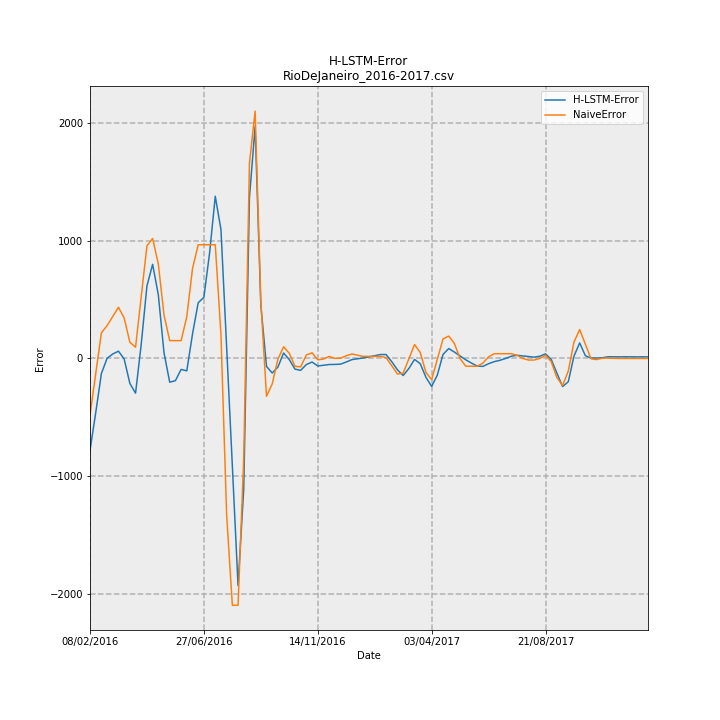 H-LSTM-Error
RioDeJaneiro_2016-2017.csv
H-LSTM-Error
NaiveError
2000
1000
0
−1000
−2000
Error
08/02/2016
27/06/2016
14/11/2016
03/04/2017
21/08/2017
Date